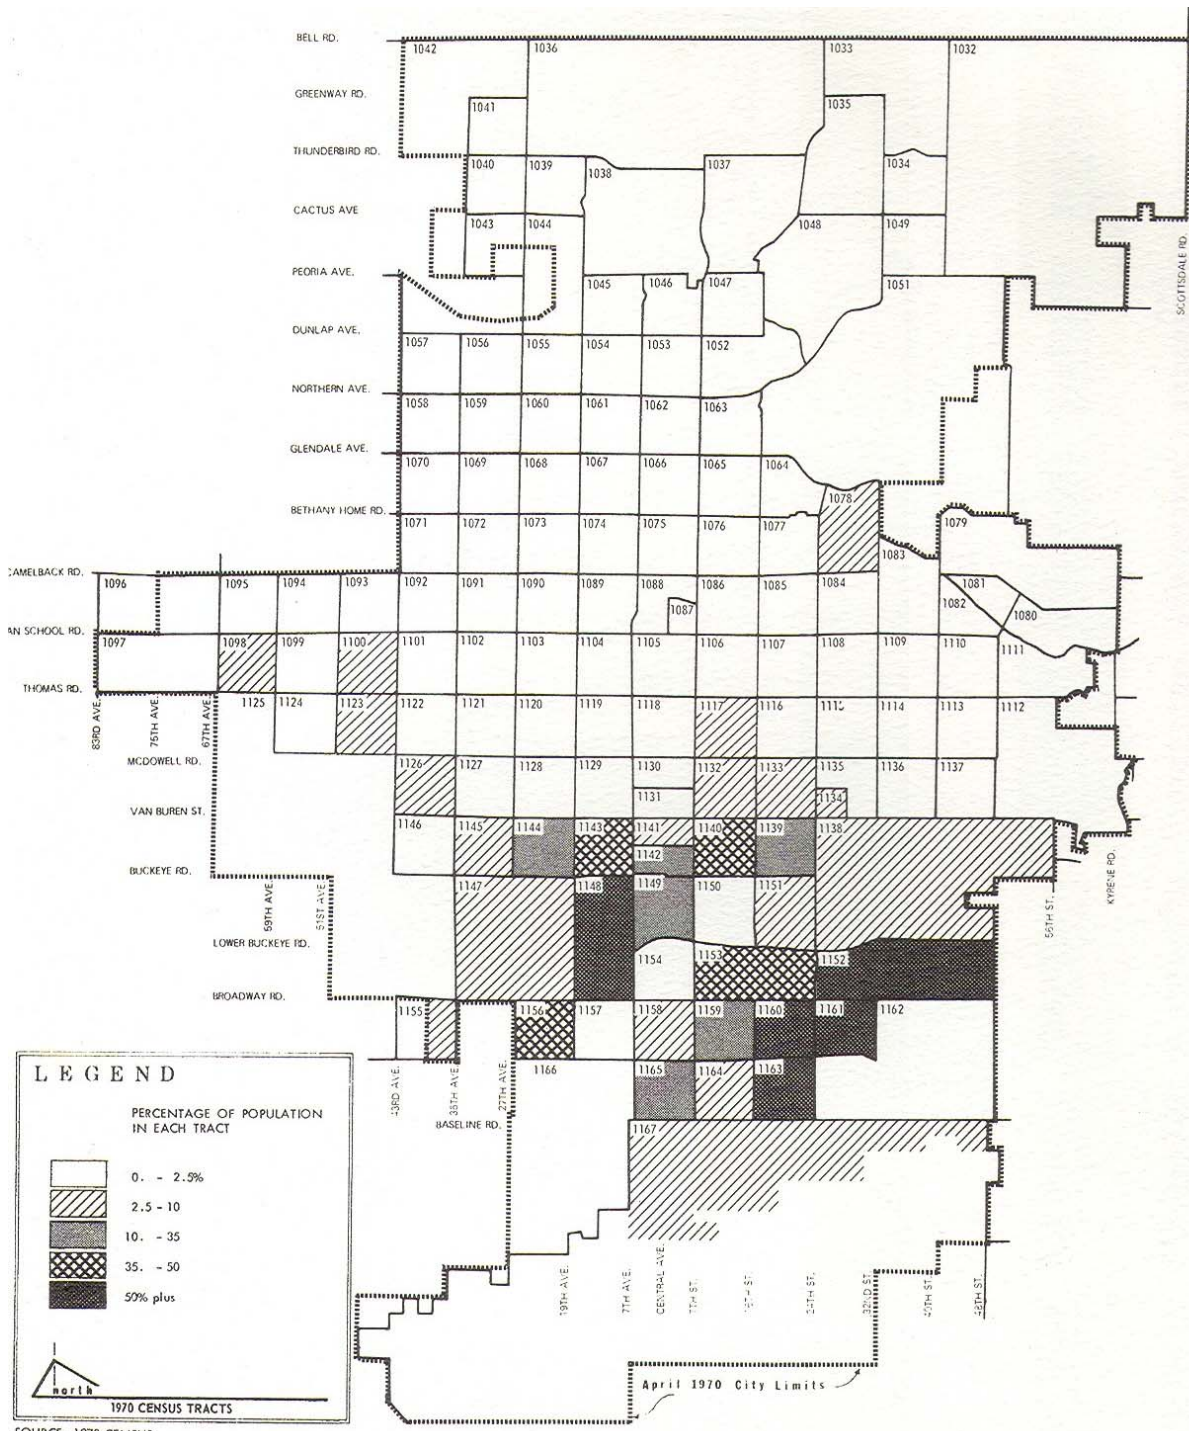 BELL RD.
1042 1036 1033 1032
GREENWAY RD.
1041 1035
THUNDERBIRD RD.
1040 1039 1038 1037 1034
CACTUS AVE
1043 1044 1048 1049
SCOTTSDALE RD.
PEORIA AVE.
1045 1046 1047 1051
DUNLAP AVE.
1057 1056 1055 1054 1053 1052
NORTHERN AVE.
1058 1059 1060 1061 1062 1063
GLENDALE AVE.
1070 1069 1068 1067 1066 1065 1064
1078
BETHANY HOME RD.
1071 1072 1073 1074 1075 1076 1077 1079
1083
CAMELBACK RD.
1096 1095 1094 1093 1092 1091 1090 1089 1088 1086 1085 1084 1081
1087 1082 1080
AN SCHOOL RD.
1097 1098 1099 1100 1101 1102 1103 1104 1105 1106 1107 1108 1109 1110 1111
THOMAS RD.
1125 1124 1123 1122 1121 1120 1119 1118 1117 1116 1115 1114 1113 1112
83RD AVE. 75TH AVE. 67TH AVE.
MCDOWELL RD.
1126 1127 1128 1129 1130 1132 1133 1135 1136 1137
1131 1134
VAN BUREN ST.
1146 1145 1144 1143 1141 1140 1139 1138
1142
BUCKEYE RD.
1147 1148 1149 1150 1151
59TH AVE. 51ST AVE. 56TH ST. KYRENE RD.
LOWER BUCKEYE RD.
1154 1153 1152
BROADWAY RD.
1155 1156 1157 1158 1159 1160 1161 1162
1166 1165 1164 1163
43RD AVE. 35TH AVE. 27TH AVE.
BASELINE RD.
1167
19TH AVE. 7TH AVE. CENTRAL AVE. 7TH ST. 16TH ST. 24TH ST. 32ND ST. 40TH ST. 48TH ST.
April 1970 City Limits
LEGEND
PERCENTAGE OF POPULATION
IN EACH TRACT
0. - 2.5%
2.5 - 10
10. - 35
35. - 50
50% plus
north
1970 CENSUS TRACTS
SOURCE 1970 CENSUS